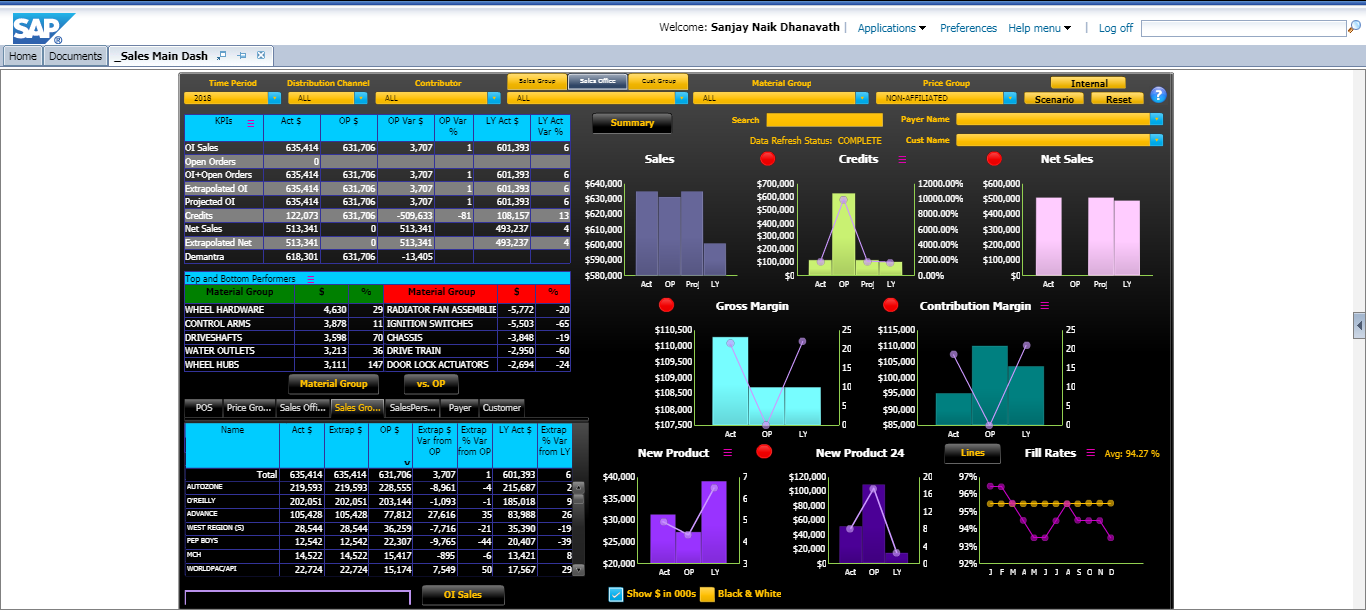 SAP®
Welcome: Sanjay Naik Dhanavath | Applications Preferences Help menu | Log off
Home Documents _Sales Main Dash
Time Period Distribution Channel Contributor Sales Group Sales Office Cust Group Material Group Price Group Internal
2018 ALL ALL ALL ALL NON-AFFILIATED Scenario Reset ?
KPIs Act $ OP $ OP Var $ OP Var % LY Act $ LY Act Var %
OI Sales 635,414 631,706 3,707 1 601,393 6
Open Orders 0
OI+Open Orders 635,414 631,706 3,707 1 601,393 6
Extrapolated OI 635,414 631,706 3,707 1 601,393 6
Projected OI 635,414 631,706 3,707 1 601,393 6
Credits 122,073 631,706 -509,633 -81 108,157 13
Net Sales 513,341 0 513,341 493,237 4
Extrapolated Net 513,341 0 513,341 493,237 4
Demantra 618,301 631,706 -13,405
Summary Search Payer Name
Data Refresh Status: COMPLETE Cust Name
Top and Bottom Performers
Material Group $ % Material Group $ %
WHEEL HARDWARE 4,630 29 RADIATOR FAN ASSEMBLIE -5,772 -20
CONTROL ARMS 3,878 11 IGNITION SWITCHES -5,503 -65
DRIVESHAFTS 3,598 70 CHASSIS -3,848 -19
WATER OUTLETS 3,213 36 DRIVE TRAIN -2,950 -60
WHEEL HUBS 3,111 147 DOOR LOCK ACTUATORS -2,694 -24
Material Group vs. OP
POS Price Gro... Sales Offi... Sales Gro... SalesPers... Payer Customer
Name Act $ Extrap $ OP $ Extrap $ Var from OP Extrap % Var from OP LY Act $ Extrap % Var from LY
Total 635,414 635,414 631,706 3,707 1 601,393 6
AUTOZONE 219,593 219,593 228,555 -8,961 -4 215,687 2
O'REILLY 202,051 202,051 203,144 -1,093 -1 185,018 9
ADVANCE 105,428 105,428 77,812 27,616 35 83,988 26
WEST REGION (S) 28,544 28,544 36,259 -7,716 -21 35,390 -19
PEP BOYS 12,542 12,542 22,307 -9,765 -44 20,407 -39
MCH 14,522 14,522 15,417 -895 -6 13,421 8
WORLDPAC/API 22,724 22,724 15,174 7,549 50 17,567 29
OI Sales
Sales
$640,000
$630,000
$620,000
$610,000
$600,000
$590,000
$580,000
Act OP Proj LY
Credits
$700,000 12000.00%
$600,000 10000.00%
$500,000 8000.00%
$400,000 6000.00%
$300,000 4000.00%
$200,000 2000.00%
$100,000 0.00%
$0
Act OP Proj LY
Net Sales
$600,000
$500,000
$400,000
$300,000
$200,000
$100,000
$0
Act OP Proj LY
Gross Margin
$110,500 25
$110,000 20
$109,500 15
$109,000 10
$108,500 5
$108,000 0
$107,500
Act OP LY
Contribution Margin
$115,000 25
$110,000 20
$105,000 15
$100,000 10
$95,000 5
$90,000 0
$85,000
Act OP LY
New Product
$40,000 7
$35,000 6
$30,000 5
$25,000 4
$20,000 3
Act OP LY
New Product 24
$120,000 20
$100,000 16
$80,000 12
$60,000 8
$40,000 4
$20,000 0
$0
Act OP LY
Lines Fill Rates Avg: 94.27 %
97%
96%
95%
94%
93%
92%
J F M A M J J A S O N D
Show $ in 000s Black & White